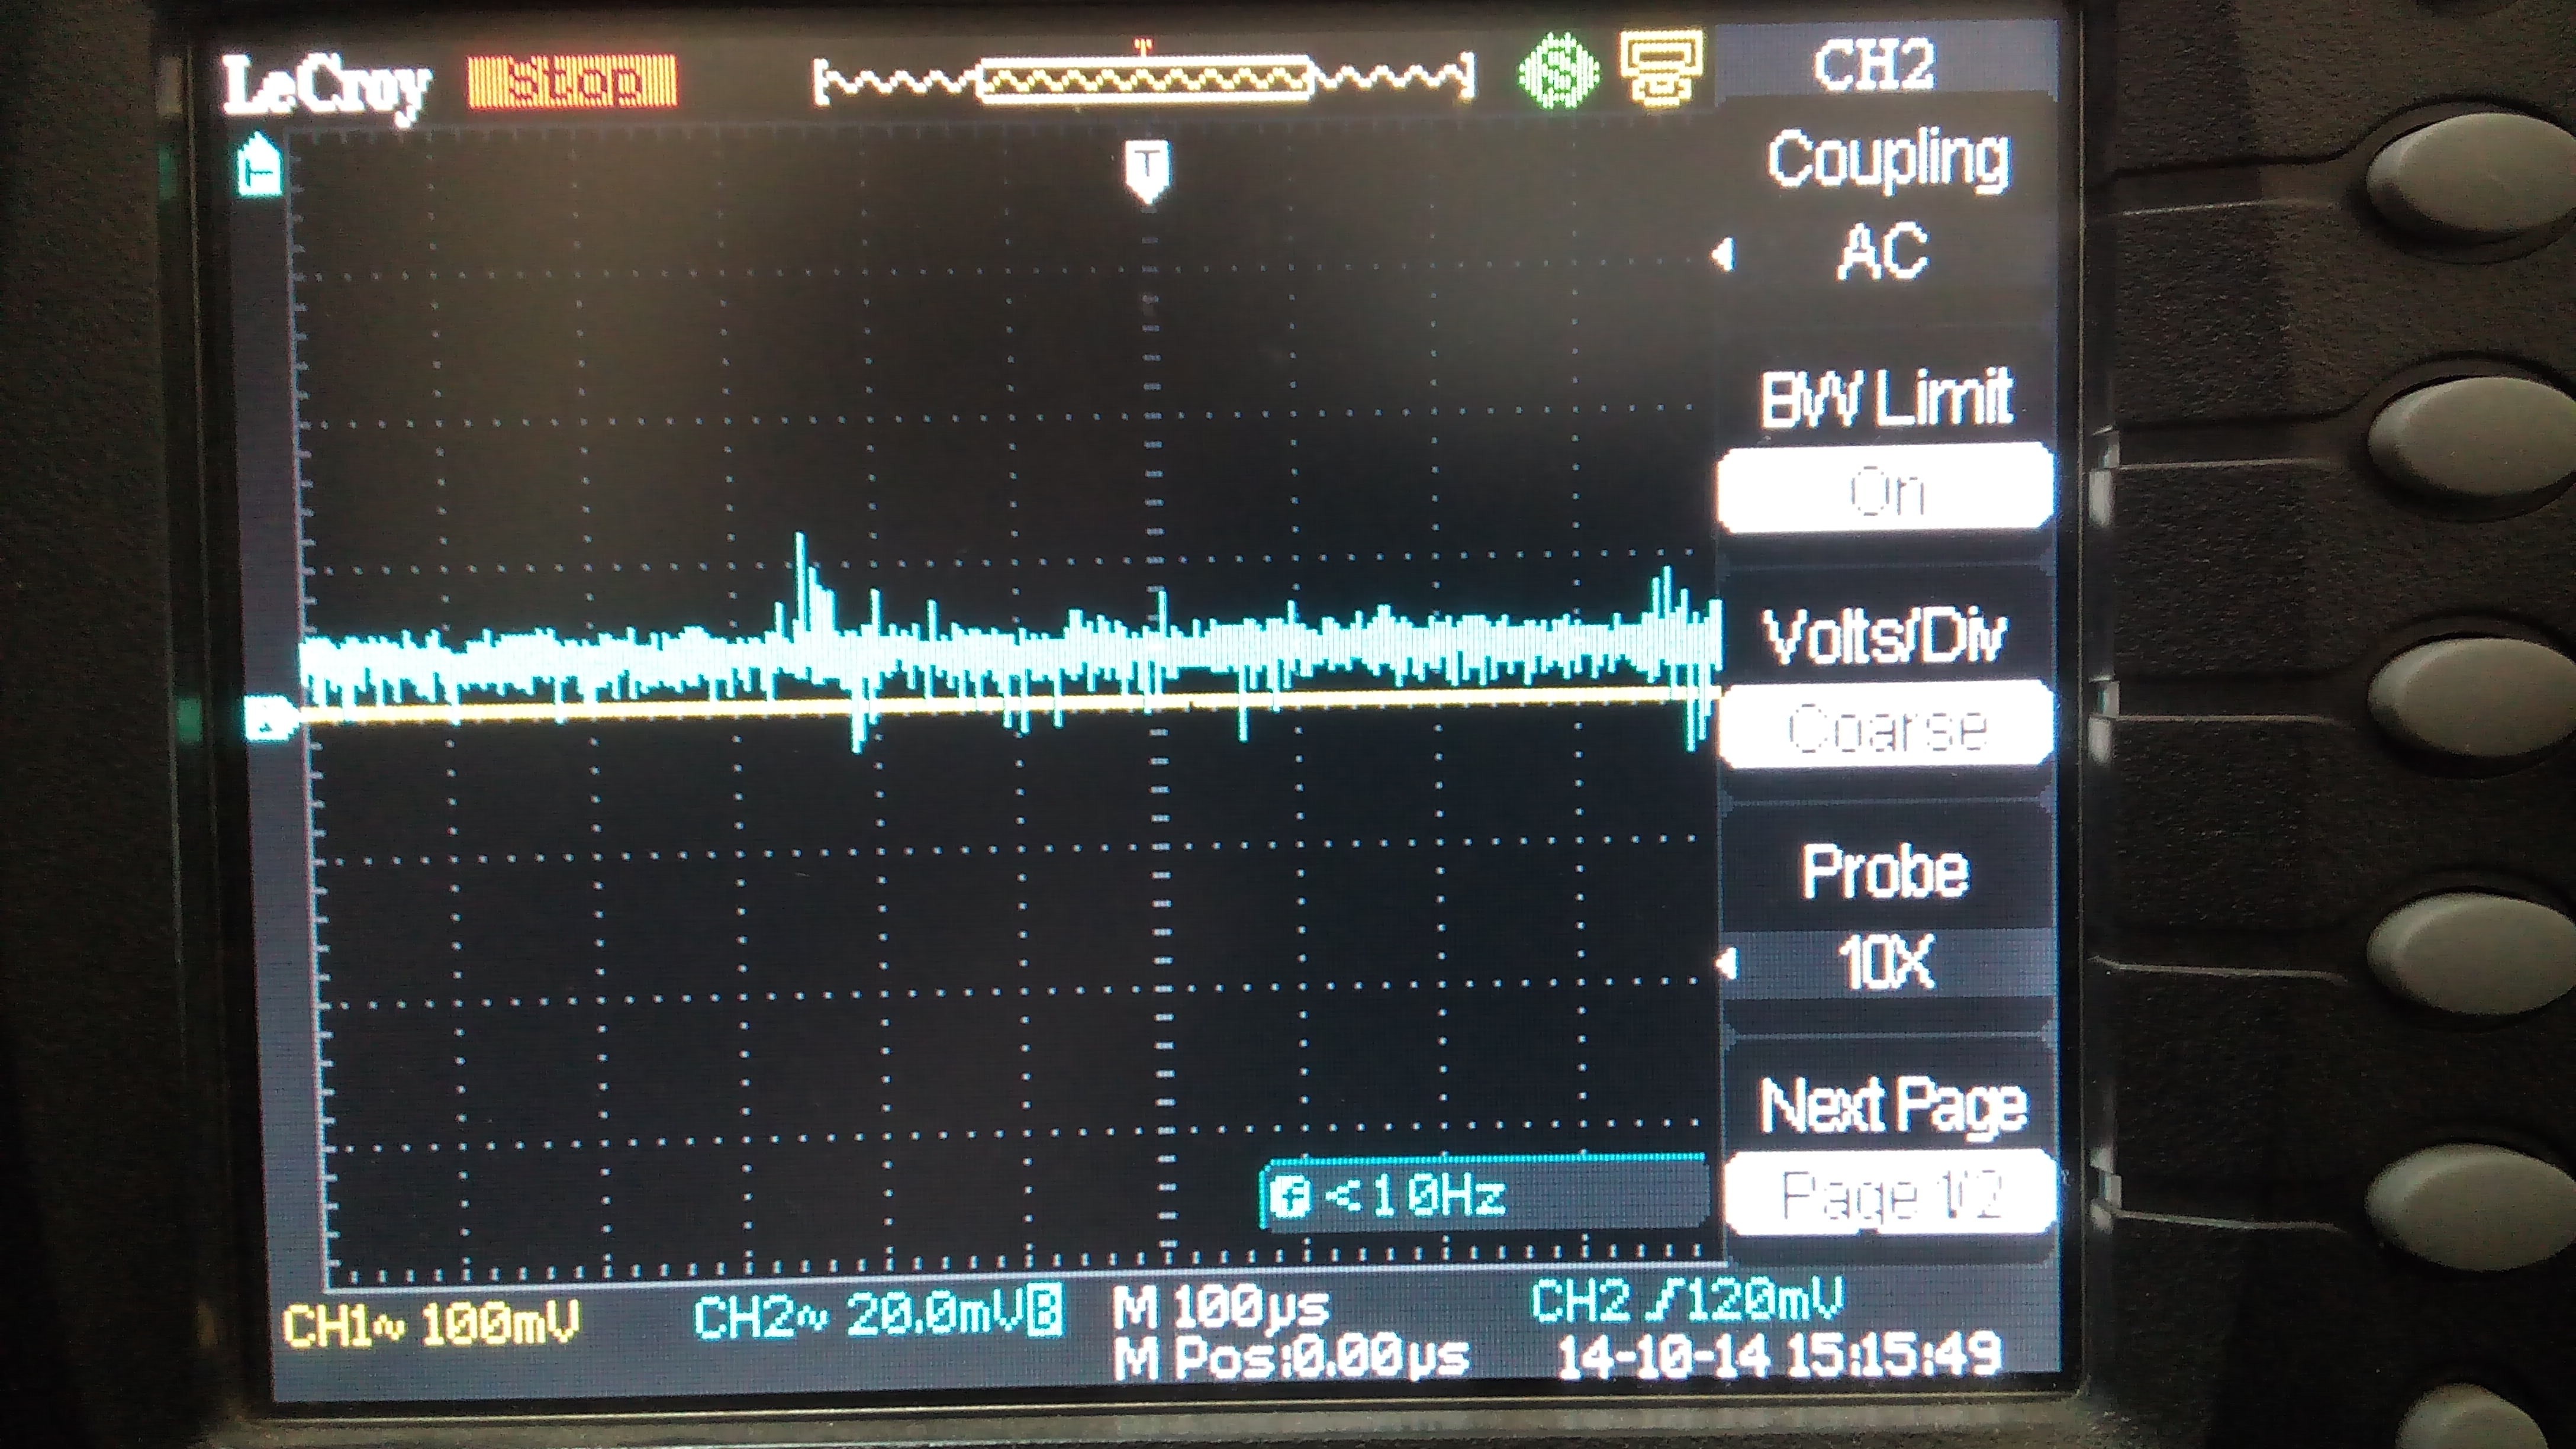 LeCroy Stop T S CH2
T
Coupling
AC
BW Limit
On
Volts/Div
Coarse
Probe
10X
Next Page
Page 1/2
f <10Hz
CH1~ 100mV CH2~ 20.0mV B M 100µs CH2 120mV
M Pos:0.00µs 14-10-14 15:15:49